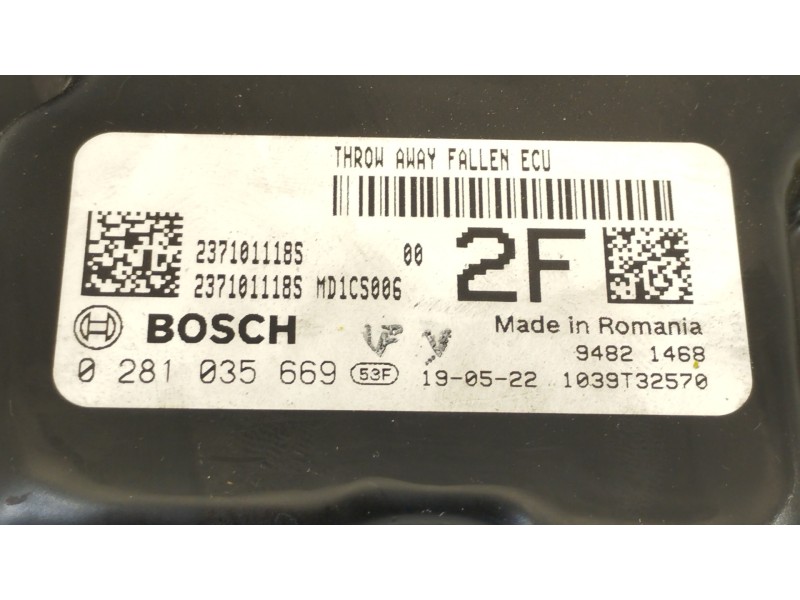 THROW AWAY FALLEN ECU
237101118S 00 2F
237101118S MD1CS006
BOSCH Made in Romania
9482 1468
0 281 035 669 53F 19-05-22 1039T32570